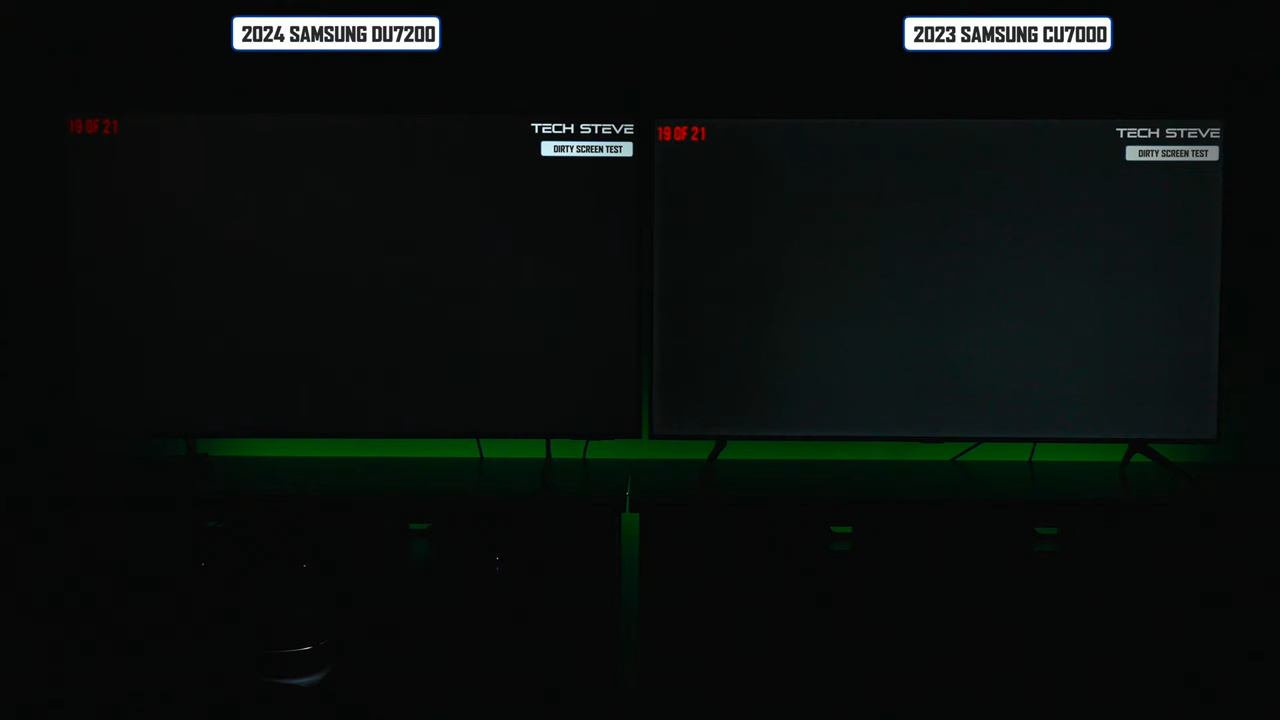 2024 SAMSUNG DU7200
2023 SAMSUNG CU7000
19 OF 21
TECH STEVE
DIRTY SCREEN TEST
19 OF 21
TECH STEVE
DIRTY SCREEN TEST